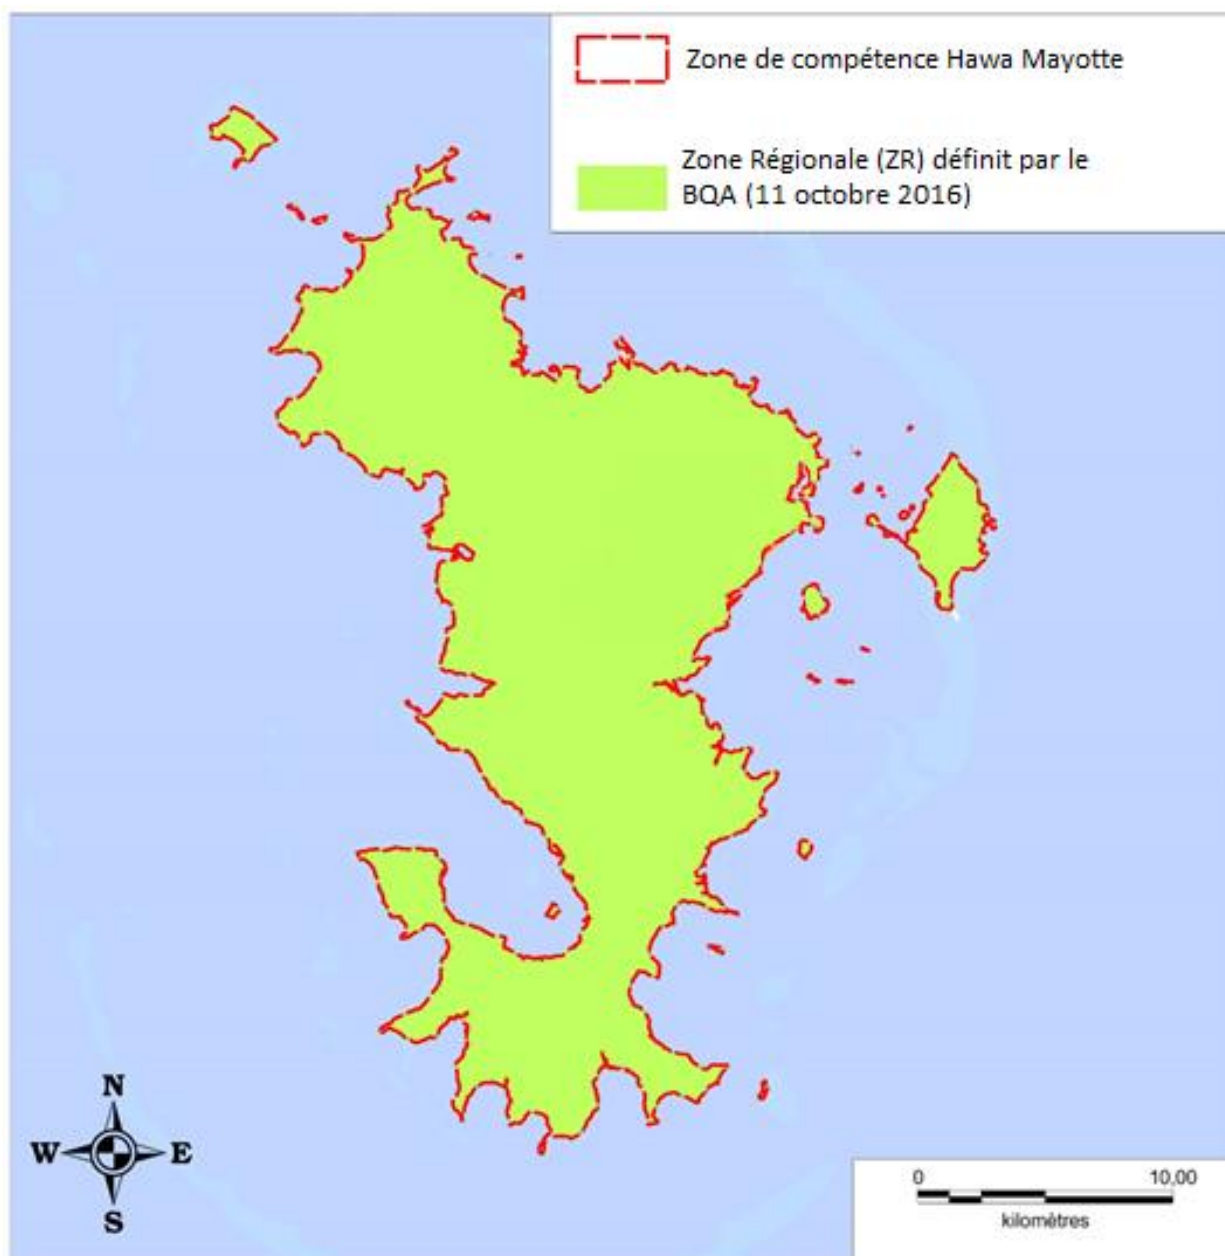 Zone de compétence Hawa Mayotte
Zone Régionale (ZR) définit par le
BQA (11 octobre 2016)
N
W E
S
0 10,00
kilomètres